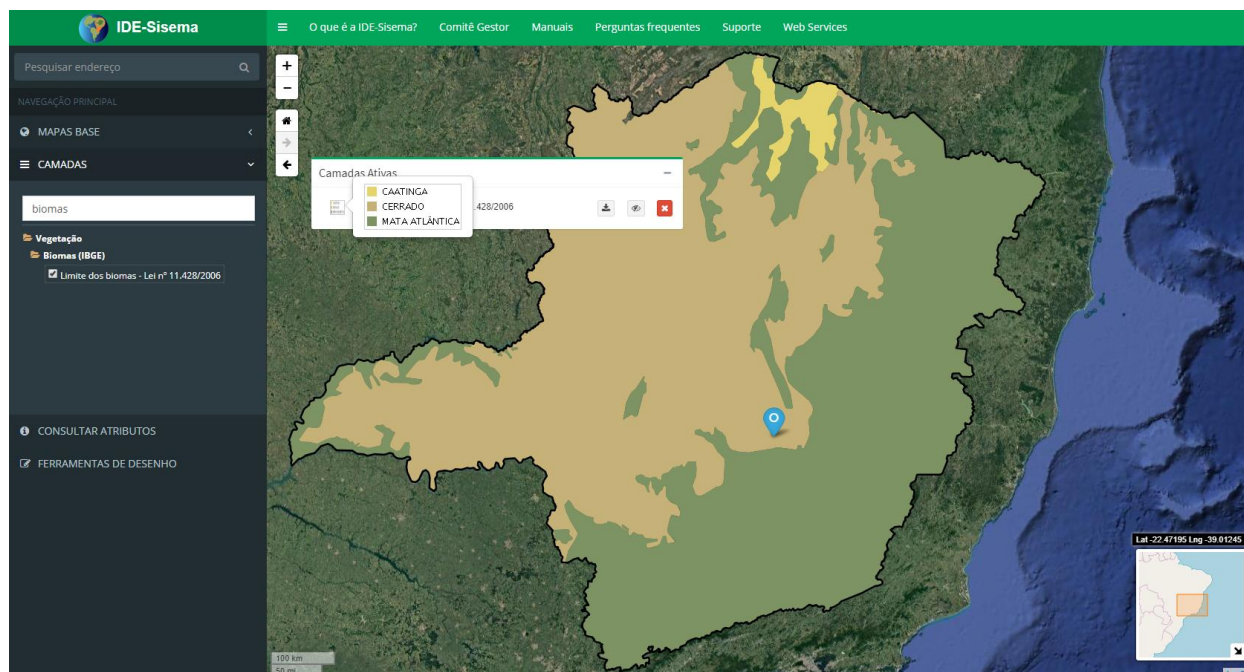 IDE-Sisema
O que é a IDE-Sisema? Comitê Gestor Manuais Perguntas frequentes Suporte Web Services
Pesquisar endereço
NAVEGAÇÃO PRINCIPAL
MAPAS BASE
CAMADAS
biomas
Vegetação
Biomas (IBGE)
Limite dos biomas - Lei nº 11.428/2006
CONSULTAR ATRIBUTOS
FERRAMENTAS DE DESENHO
+
−
Camadas Ativas
−
CAATINGA
CERRADO
MATA ATLÂNTICA
.428/2006
Lat -22.47195 Lng -39.01245
100 km
50 mi